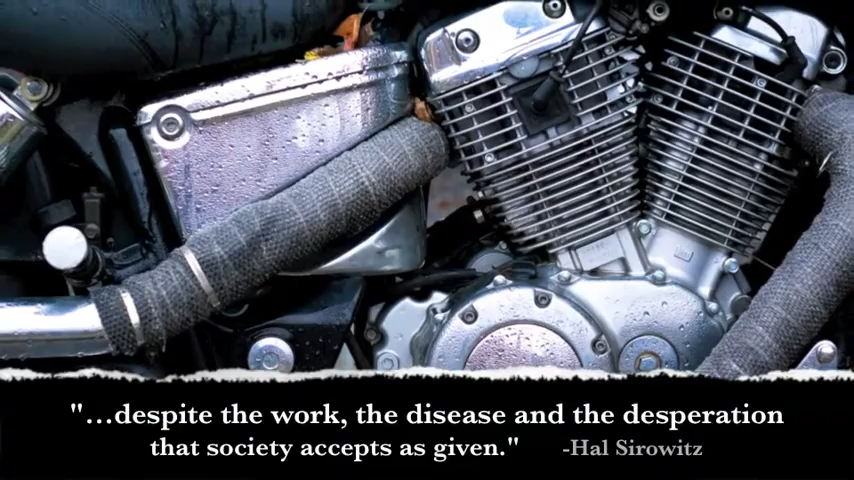 "...despite the work, the disease and the desperation
that society accepts as given." -Hal Sirowitz